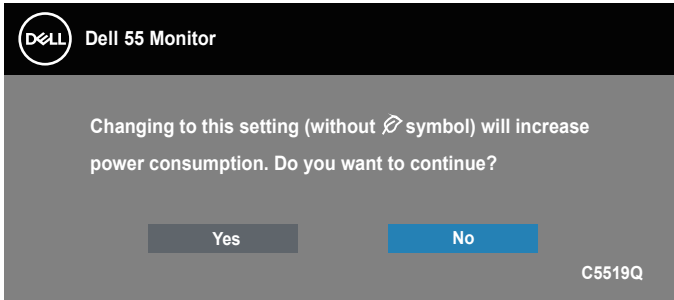 DELL Dell 55 Monitor
Changing to this setting (without symbol) will increase
power consumption. Do you want to continue?
Yes No
C5519Q